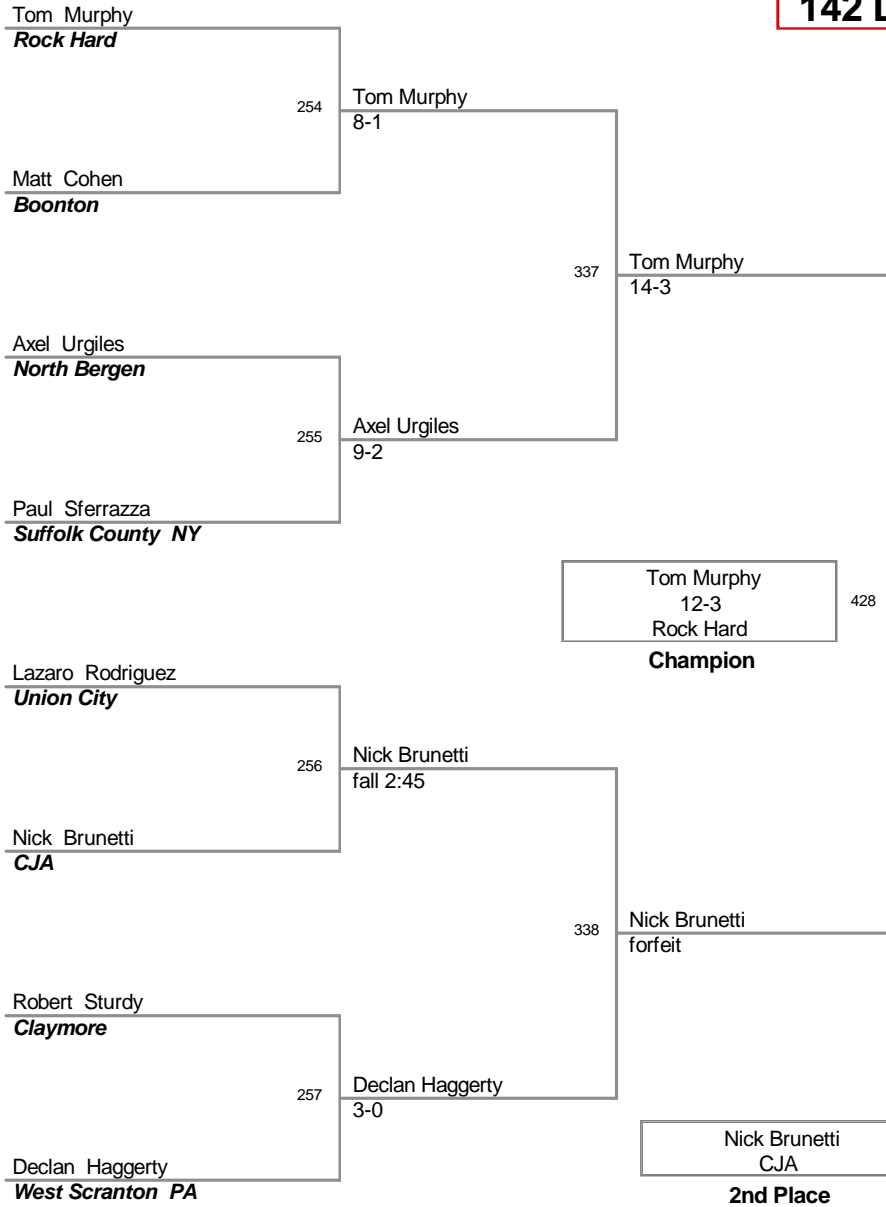 142
Tom Murphy
Rock Hard
254
Tom Murphy
8-1
Matt Cohen
Boonton
337
Tom Murphy
14-3
Axel Urgiles
North Bergen
255
Axel Urgiles
9-2
Paul Sferrazza
Suffolk County NY
Tom Murphy
12-3
Rock Hard
428
Champion
Lazaro Rodriguez
Union City
256
Nick Brunetti
fall 2:45
Nick Brunetti
CJA
338
Nick Brunetti
forfeit
Robert Sturdy
Claymore
257
Declan Haggerty
3-0
Declan Haggerty
West Scranton PA
Nick Brunetti
CJA
2nd Place